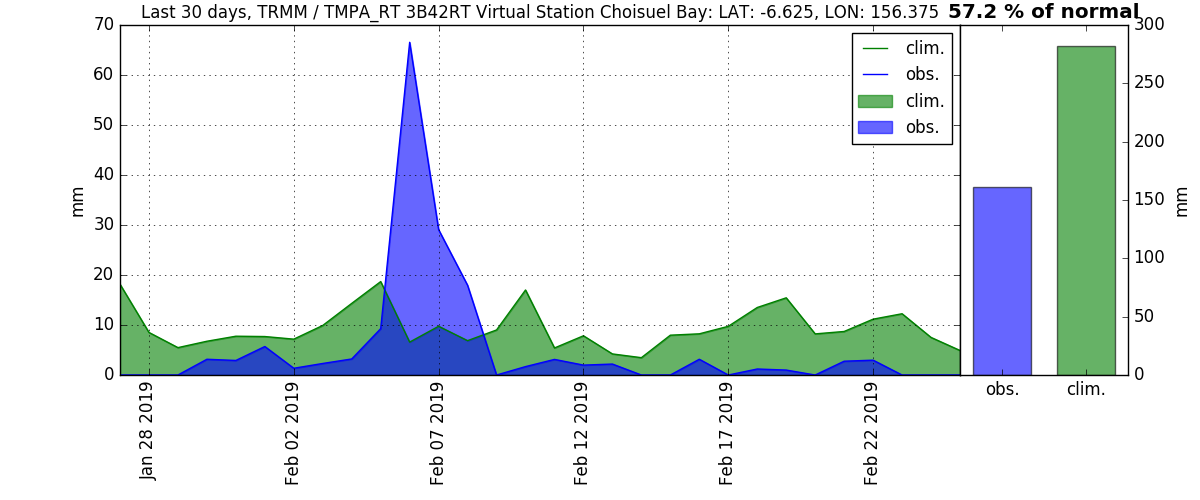 Last 30 days, TRMM / TMPA_RT 3B42RT Virtual Station Choisuel Bay: LAT: -6.625, LON: 156.375 57.2 % of normal
70
60
50
40
30
20
10
0
mm
clim.
obs.
clim.
obs.
Jan 28 2019
Feb 02 2019
Feb 07 2019
Feb 12 2019
Feb 17 2019
Feb 22 2019
300
250
200
150
100
50
0
mm
obs.
clim.